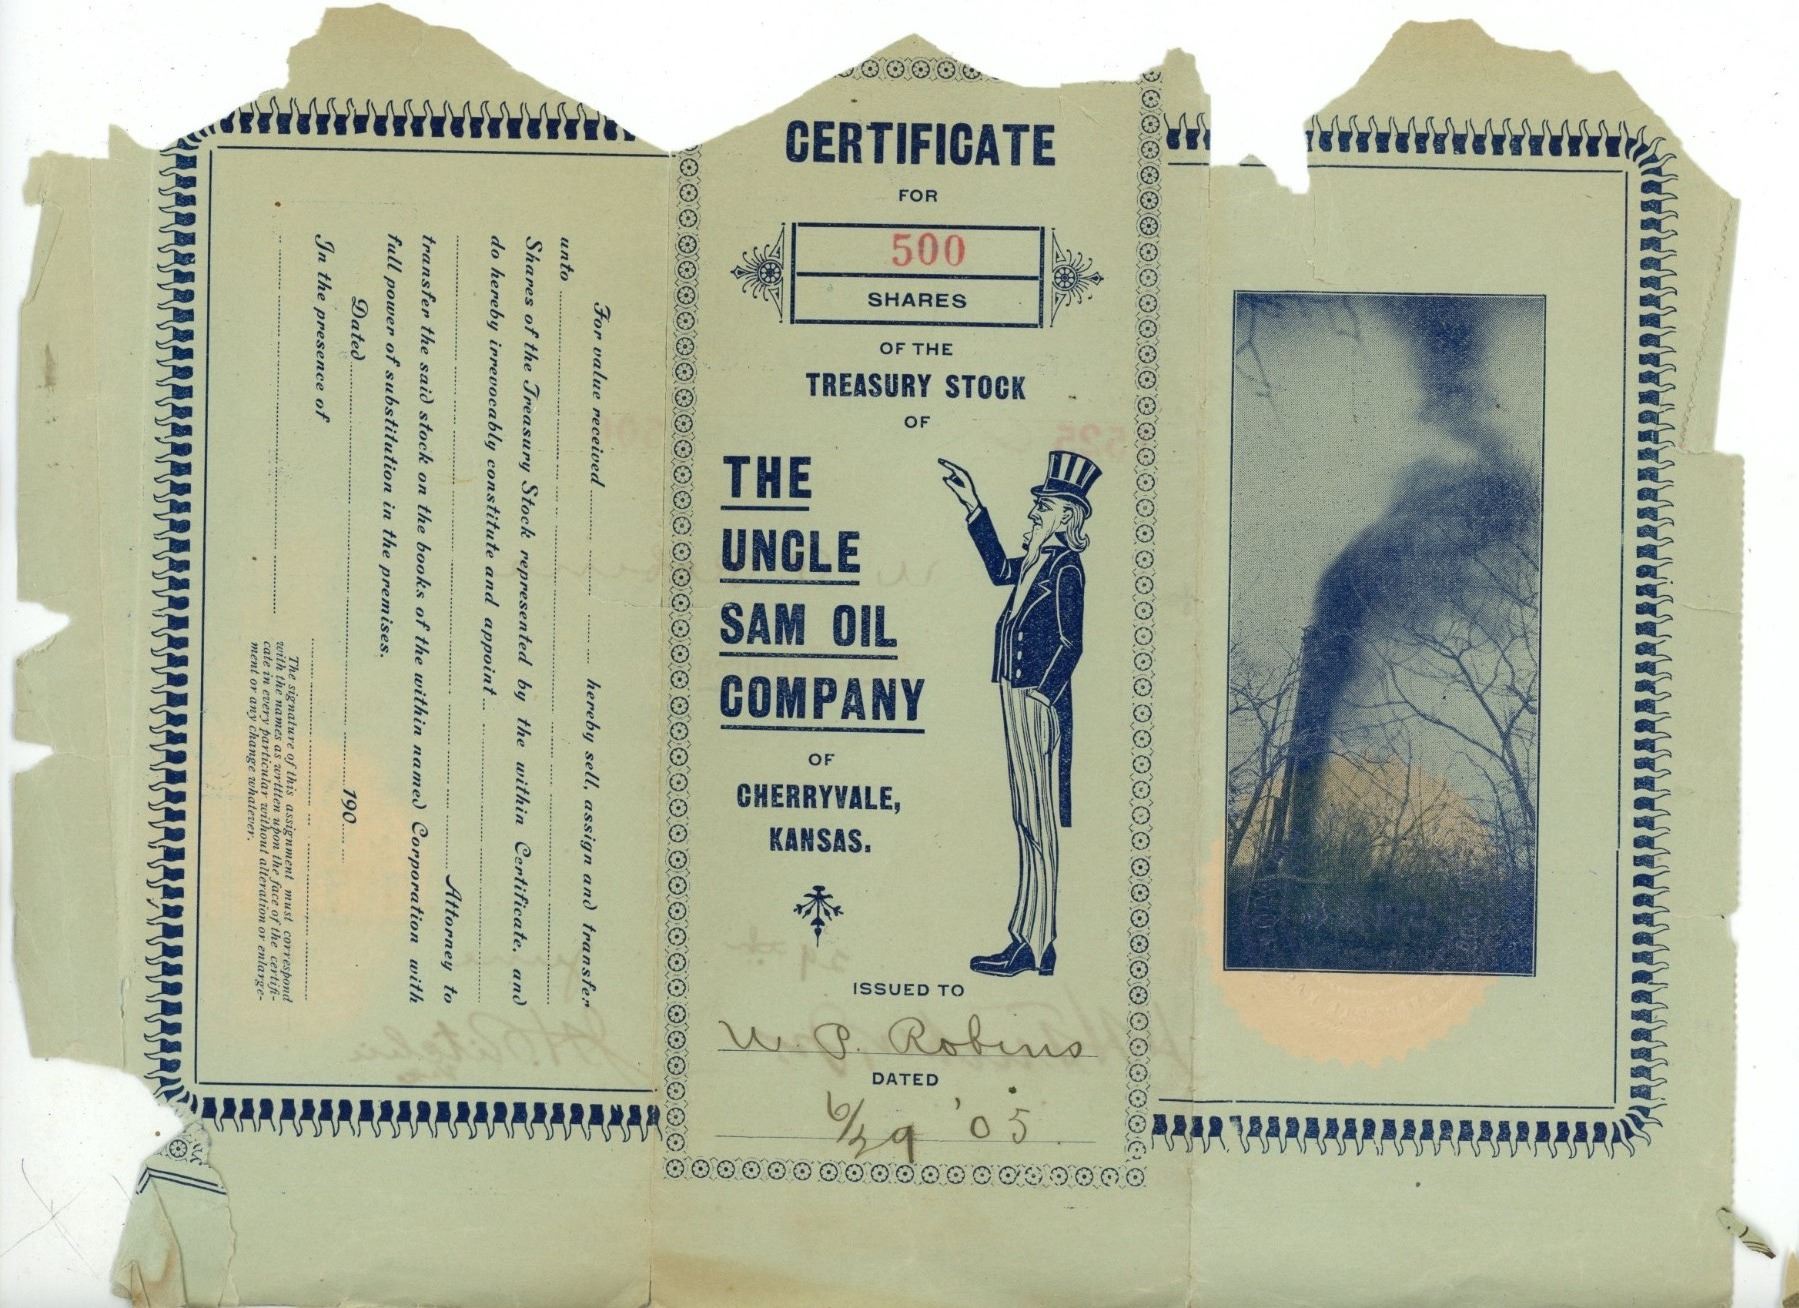 For value received ........ ........ hereby sell, assign and transfer
unto
Shares of the Treasury Stock represented by the within Certificate, and
do hereby irrevocably constitute and appoint
Attorney to
transfer the said stock on the books of the within named Corporation with
full power of substitution in the premises.
Dated ........ 190
In the presence of
The signature of this assignment must correspond
with the names as written upon the face of the certifi-
cate in every particular without alteration or enlarge-
ment or any change whatever.
CERTIFICATE
FOR
500
SHARES
OF THE
TREASURY STOCK
OF
THE
UNCLE
SAM OIL
COMPANY
OF
CHERRYVALE,
KANSAS.
ISSUED TO
W. P. Robins
DATED
6/29 '05